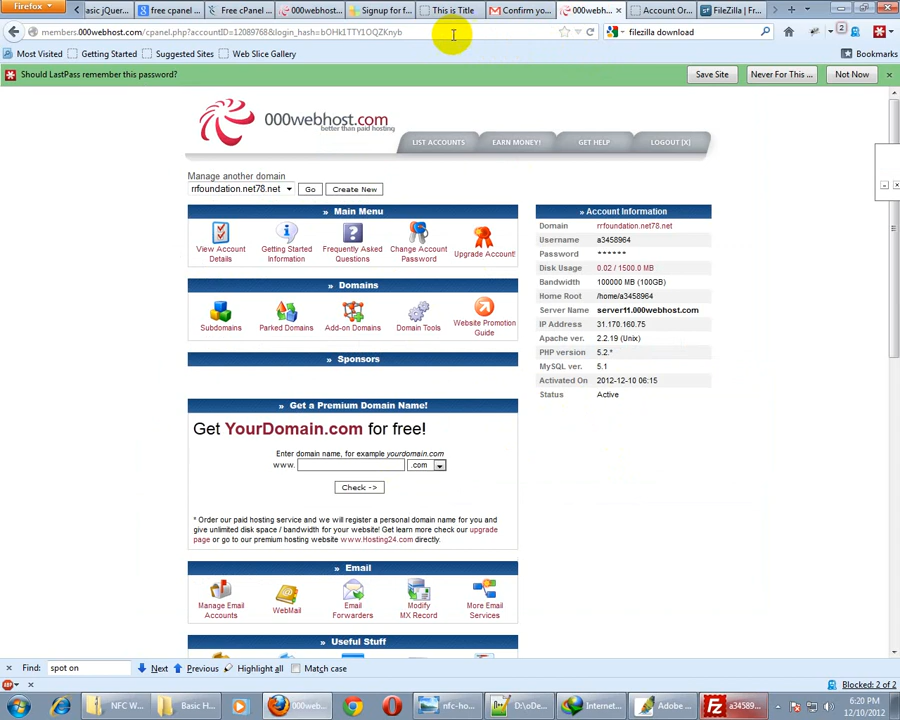 Firefox
asic jQuer...
free cpanel ...
Free cPanel ...
000webhost...
Signup for f...
This is Title
Confirm you...
000webh...
Account Or...
FileZilla | Fr...
members.000webhost.com/cpanel.php?accountID=12089768&login_hash=bOHk1TTY1OQZKnyb
filezilla download
2
Most Visited
Getting Started
Suggested Sites
Web Slice Gallery
Bookmarks
Should LastPass remember this password?
Save Site
Never For This ...
Not Now
000webhost.com
better than paid hosting
LIST ACCOUNTS
EARN MONEY!
GET HELP
LOGOUT [X]
Manage another domain
rrfoundation.net78.net
Go
Create New
» Main Menu
View Account Details
Getting Started Information
Frequently Asked Questions
Change Account Password
Upgrade Account!
» Domains
Subdomains
Parked Domains
Add-on Domains
Domain Tools
Website Promotion Guide
» Sponsors
» Get a Premium Domain Name!
Get YourDomain.com for free!
Enter domain name, for example yourdomain.com
www.
.com
Check ->
* Order our paid hosting service and we will register a personal domain name for you and
give unlimited disk space / bandwidth for your website! Get learn more check our upgrade
page or go to our premium hosting website www.Hosting24.com directly.
» Email
Manage Email Accounts
WebMail
Email Forwarders
Modify MX Record
More Email Services
» Useful Stuff
» Account Information
Domain rrfoundation.net78.net
Username a3458964
Password ******
Disk Usage 0.02 / 1500.0 MB
Bandwidth 100000 MB (100GB)
Home Root /home/a3458964
Server Name server11.000webhost.com
IP Address 31.170.160.75
Apache ver. 2.2.19 (Unix)
PHP version 5.2.*
MySQL ver. 5.1
Activated On 2012-12-10 06:15
Status Active
Find: spot on
Next
Previous
Highlight all
Match case
Blocked: 2 of 2
NFC W...
Basic H...
000web...
nfc-ho...
D:\oDe...
Internet...
Adobe ...
a34589...
6:20 PM
12/10/2012